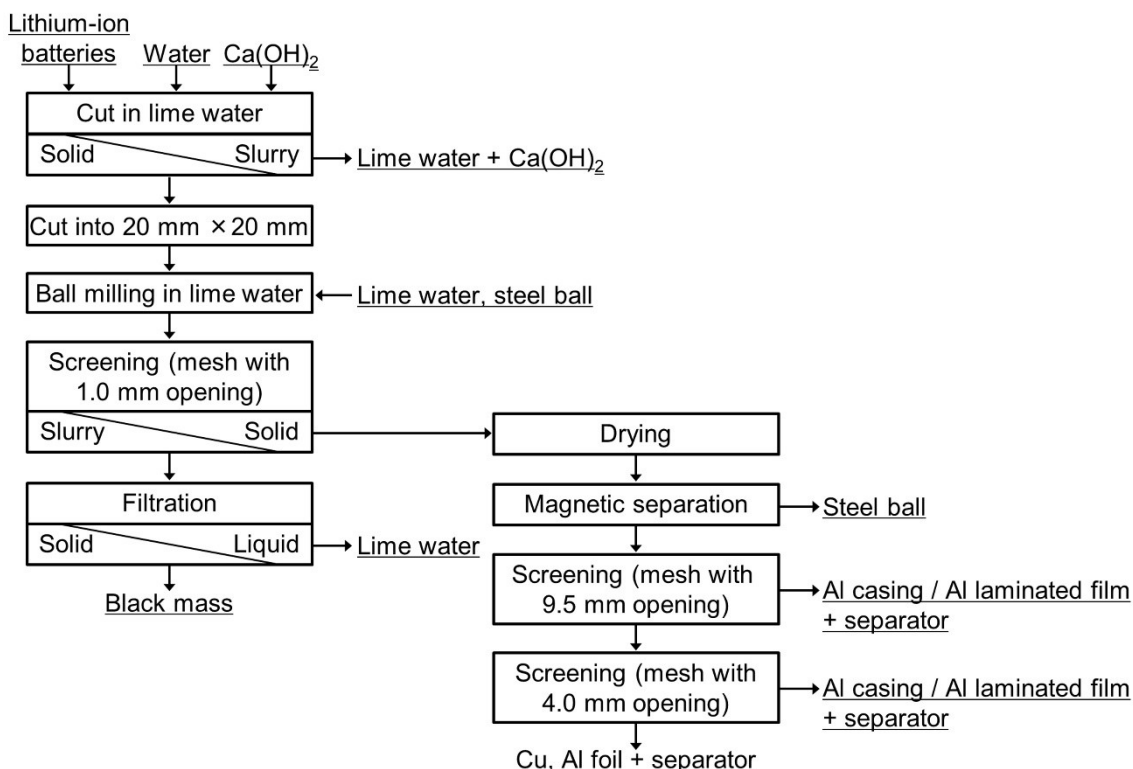 Lithium-ion
batteries
Water
Ca(OH)₂
Cut in lime water
Solid
Slurry
Lime water + Ca(OH)₂
Cut into 20 mm × 20 mm
Ball milling in lime water
Lime water, steel ball
Screening (mesh with
1.0 mm opening)
Slurry
Solid
Filtration
Solid
Liquid
Lime water
Black mass
Drying
Magnetic separation
Steel ball
Screening (mesh with
9.5 mm opening)
Al casing / Al laminated film
+ separator
Screening (mesh with
4.0 mm opening)
Al casing / Al laminated film
+ separator
Cu, Al foil + separator